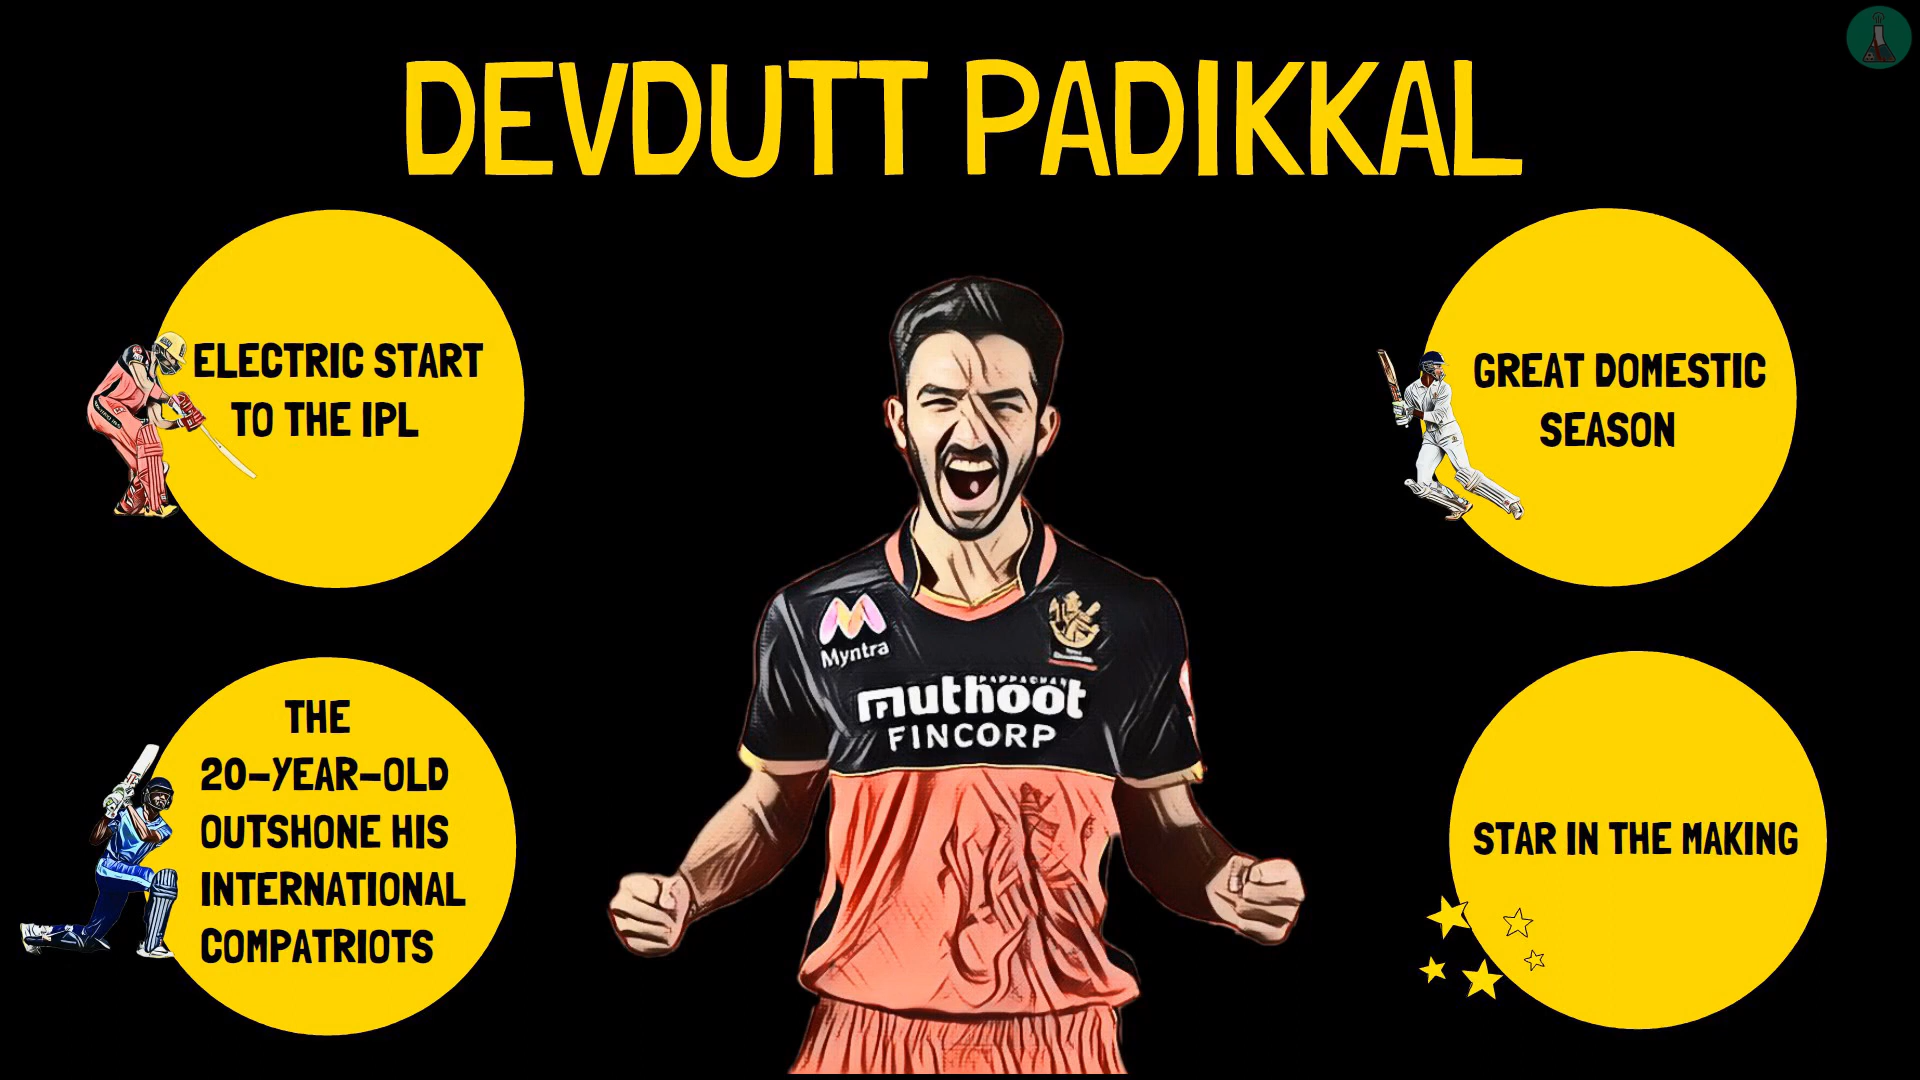 DEVDUTT PADIKKAL
ELECTRIC START
TO THE IPL
GREAT DOMESTIC
SEASON
THE
20-YEAR-OLD
OUTSHONE HIS
INTERNATIONAL
COMPATRIOTS
STAR IN THE MAKING
Myntra
muthoot
FINCORP